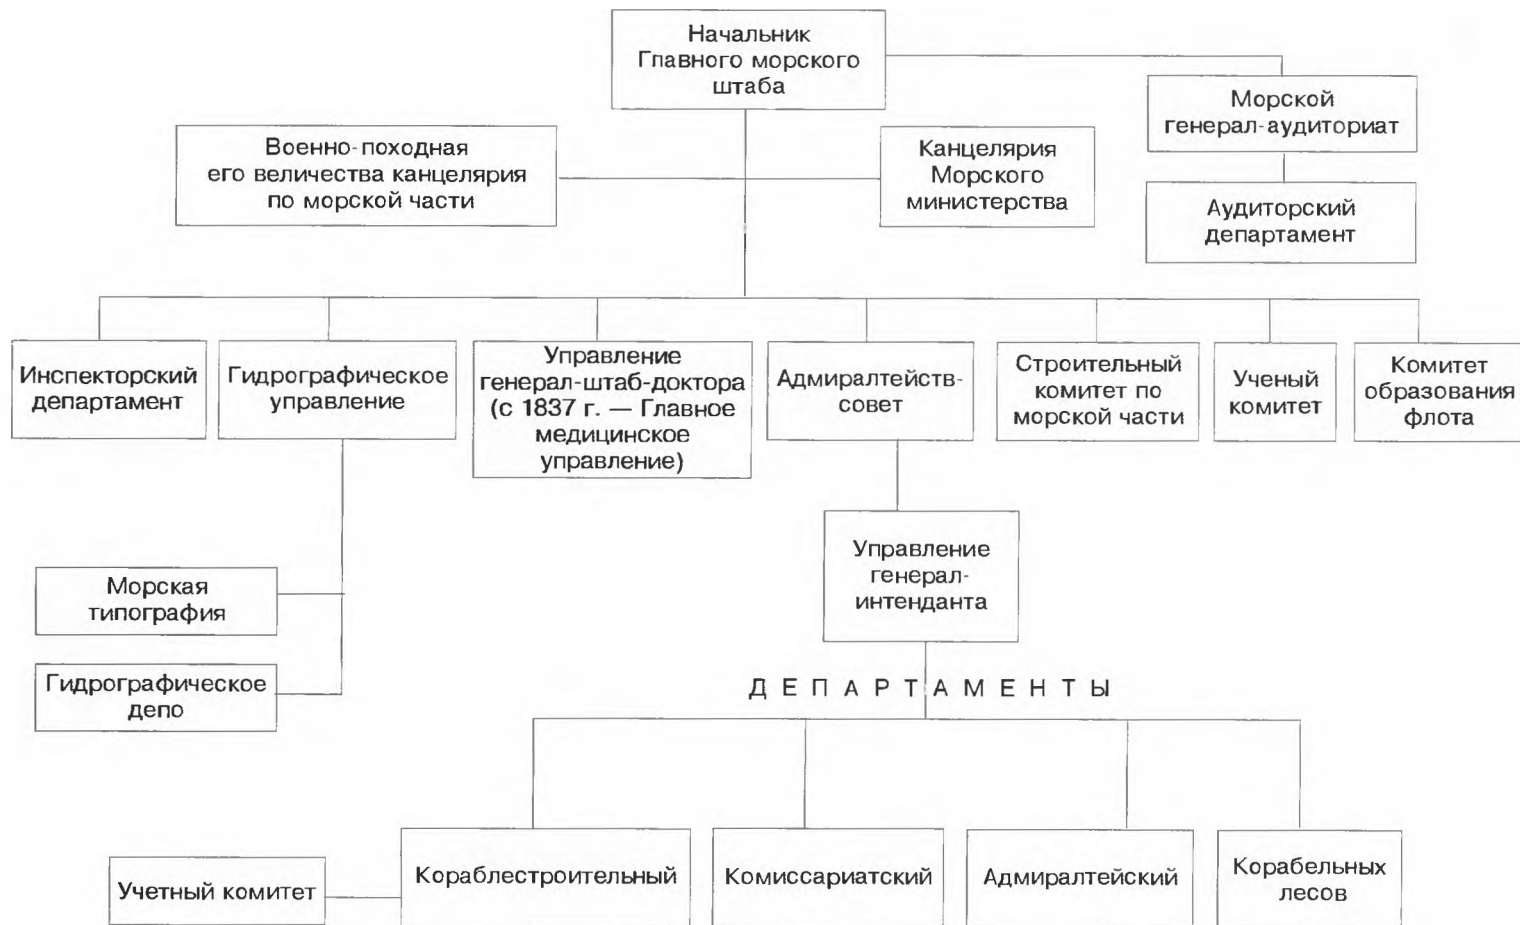 Начальник
Главного морского
штаба
Морской
генерал-аудиториат
Военно-походная
его величества канцелярия
по морской части
Канцелярия
Морского
министерства
Аудиторский
департамент
Инспекторский
департамент
Гидрографическое
управление
Управление
генерал-штаб-доктора
(с 1837 г. — Главное
медицинское
управление)
Адмиралтейств-
совет
Строительный
комитет по
морской части
Ученый
комитет
Комитет
образования
флота
Управление
генерал-
интенданта
Морская
типография
Гидрографическое
депо
ДЕПАРТАМЕНТЫ
Учетный комитет
Кораблестроительный
Комиссариатский
Адмиралтейский
Корабельных
лесов